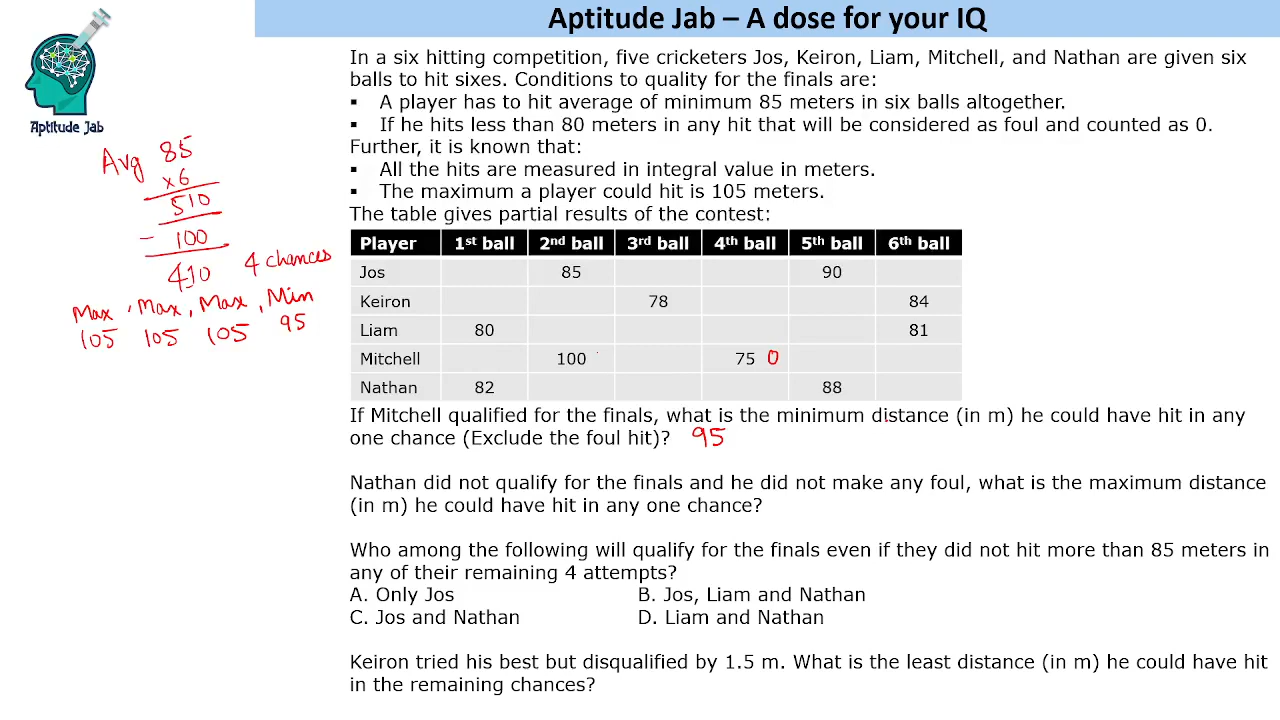 Aptitude Jab – A dose for your IQ
Aptitude Jab
In a six hitting competition, five cricketers Jos, Keiron, Liam, Mitchell, and Nathan are given six
balls to hit sixes. Conditions to quality for the finals are:
▪ A player has to hit average of minimum 85 meters in six balls altogether.
▪ If he hits less than 80 meters in any hit that will be considered as foul and counted as 0.
Further, it is known that:
▪ All the hits are measured in integral value in meters.
▪ The maximum a player could hit is 105 meters.
The table gives partial results of the contest:
Avg 85
x 6
510
- 100
410 4 chances
Max, Max, Max, Min
105 105 105 95
Player 1st ball 2nd ball 3rd ball 4th ball 5th ball 6th ball
Jos 85 90
Keiron 78 84
Liam 80 81
Mitchell 100 75 0
Nathan 82 88
If Mitchell qualified for the finals, what is the minimum distance (in m) he could have hit in any
one chance (Exclude the foul hit)? 95
Nathan did not qualify for the finals and he did not make any foul, what is the maximum distance
(in m) he could have hit in any one chance?
Who among the following will qualify for the finals even if they did not hit more than 85 meters in
any of their remaining 4 attempts?
A. Only Jos B. Jos, Liam and Nathan
C. Jos and Nathan D. Liam and Nathan
Keiron tried his best but disqualified by 1.5 m. What is the least distance (in m) he could have hit
in the remaining chances?